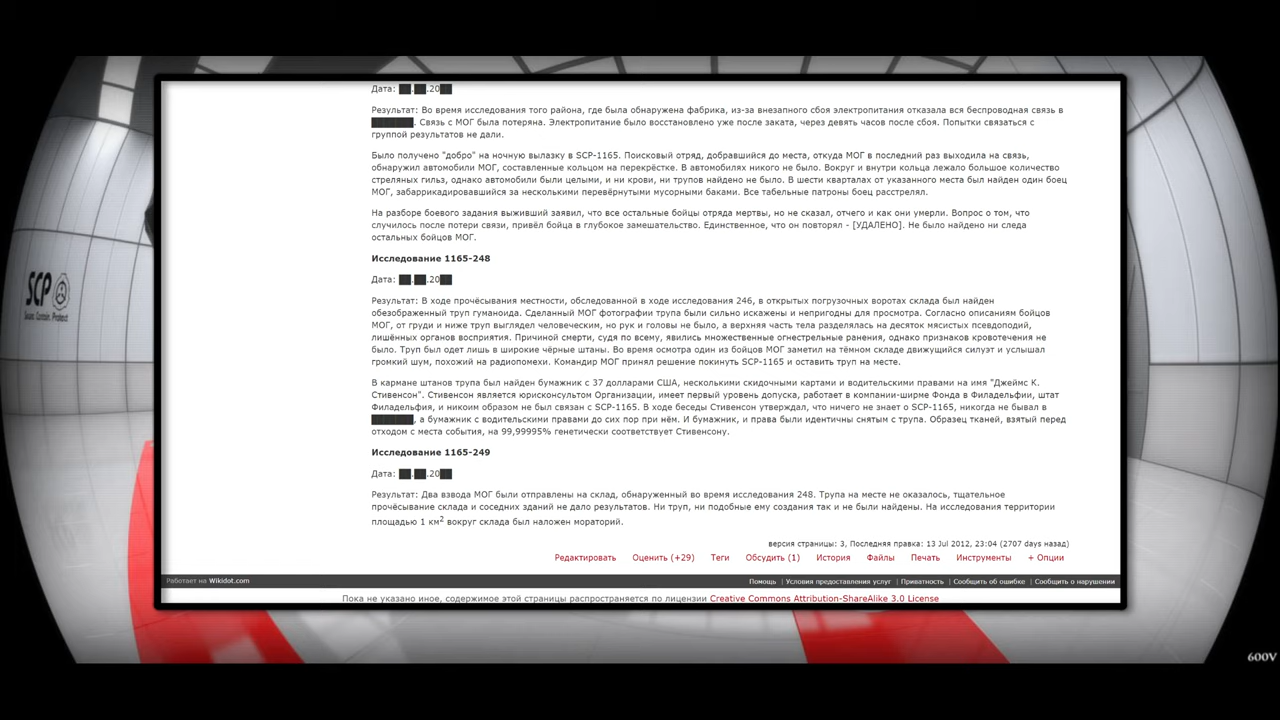 Дата: ██.██.20██
Результат: Во время исследования того района, где была обнаружена фабрика, из-за внезапного сбоя электропитания отказала вся беспроводная связь в
███████. Связь с МОГ была потеряна. Электропитание было восстановлено уже после заката, через девять часов после сбоя. Попытки связаться с
группой результатов не дали.
Было получено "добро" на ночную вылазку в SCP-1165. Поисковый отряд, добравшийся до места, откуда МОГ в последний раз выходила на связь,
обнаружил автомобили МОГ, составленные кольцом на перекрёстке. В автомобилях никого не было. Вокруг и внутри кольца лежало большое количество
стреляных гильз, однако автомобили были целыми, и ни крови, ни трупов найдено не было. В шести кварталах от указанного места был найден один боец
МОГ, забаррикадировавшийся за несколькими перевёрнутыми мусорными баками. Все табельные патроны боец расстрелял.
На разборе боевого задания выживший заявил, что все остальные бойцы отряда мертвы, но не сказал, отчего и как они умерли. Вопрос о том, что
случилось после потери связи, привёл бойца в глубокое замешательство. Единственное, что он повторял - [УДАЛЕНО]. Не было найдено ни следа
остальных бойцов МОГ.
Исследование 1165-248
Дата: ██.██.20██
Результат: В ходе прочёсывания местности, обследованной в ходе исследования 246, в открытых погрузочных воротах склада был найден
обезображенный труп гуманоида. Сделанный МОГ фотографии трупа были сильно искажены и непригодны для просмотра. Согласно описаниям бойцов
МОГ, от груди и ниже труп выглядел человеческим, но рук и головы не было, а верхняя часть тела разделялась на десяток мясистых псевдоподий,
лишённых органов восприятия. Причиной смерти, судя по всему, явились множественные огнестрельные ранения, однако признаков кровотечения не
было. Труп был одет лишь в широкие чёрные штаны. Во время осмотра один из бойцов МОГ заметил на тёмном складе движущийся силуэт и услышал
громкий шум, похожий на радиопомехи. Командир МОГ принял решение покинуть SCP-1165 и оставить труп на месте.
В кармане штанов трупа был найден бумажник с 37 долларами США, несколькими скидочными картами и водительскими правами на имя "Джеймс К.
Стивенсон". Стивенсон является юрисконсультом Организации, имеет первый уровень допуска, работает в компании-ширме Фонда в Филадельфии, штат
Филадельфия, и никоим образом не был связан с SCP-1165. В ходе беседы Стивенсон утверждал, что ничего не знает о SCP-1165, никогда не бывал в
███████, а бумажник с водительскими правами до сих пор при нём. И бумажник, и права были идентичны снятым с трупа. Образец тканей, взятый перед
отходом с места события, на 99,99995% генетически соответствует Стивенсону.
Исследование 1165-249
Дата: ██.██.20██
Результат: Два взвода МОГ были отправлены на склад, обнаруженный во время исследования 248. Трупа на месте не оказалось, тщательное
прочёсывание склада и соседних зданий не дало результатов. Ни труп, ни подобные ему создания так и не были найдены. На исследования территории
площадью 1 км² вокруг склада был наложен мораторий.
версия страницы: 3, Последняя правка: 13 Jul 2012, 23:04 (2707 days назад)
Редактировать Оценить (+29) Теги Обсудить (1) История Файлы Печать Инструменты + Опции
Работает на Wikidot.com Помощь | Условия предоставления услуг | Приватность | Сообщить об ошибке | Сообщить о нарушении
Пока не указано иное, содержимое этой страницы распространяется по лицензии Creative Commons Attribution-ShareAlike 3.0 License
SCP
Secure. Contain. Protect
600V